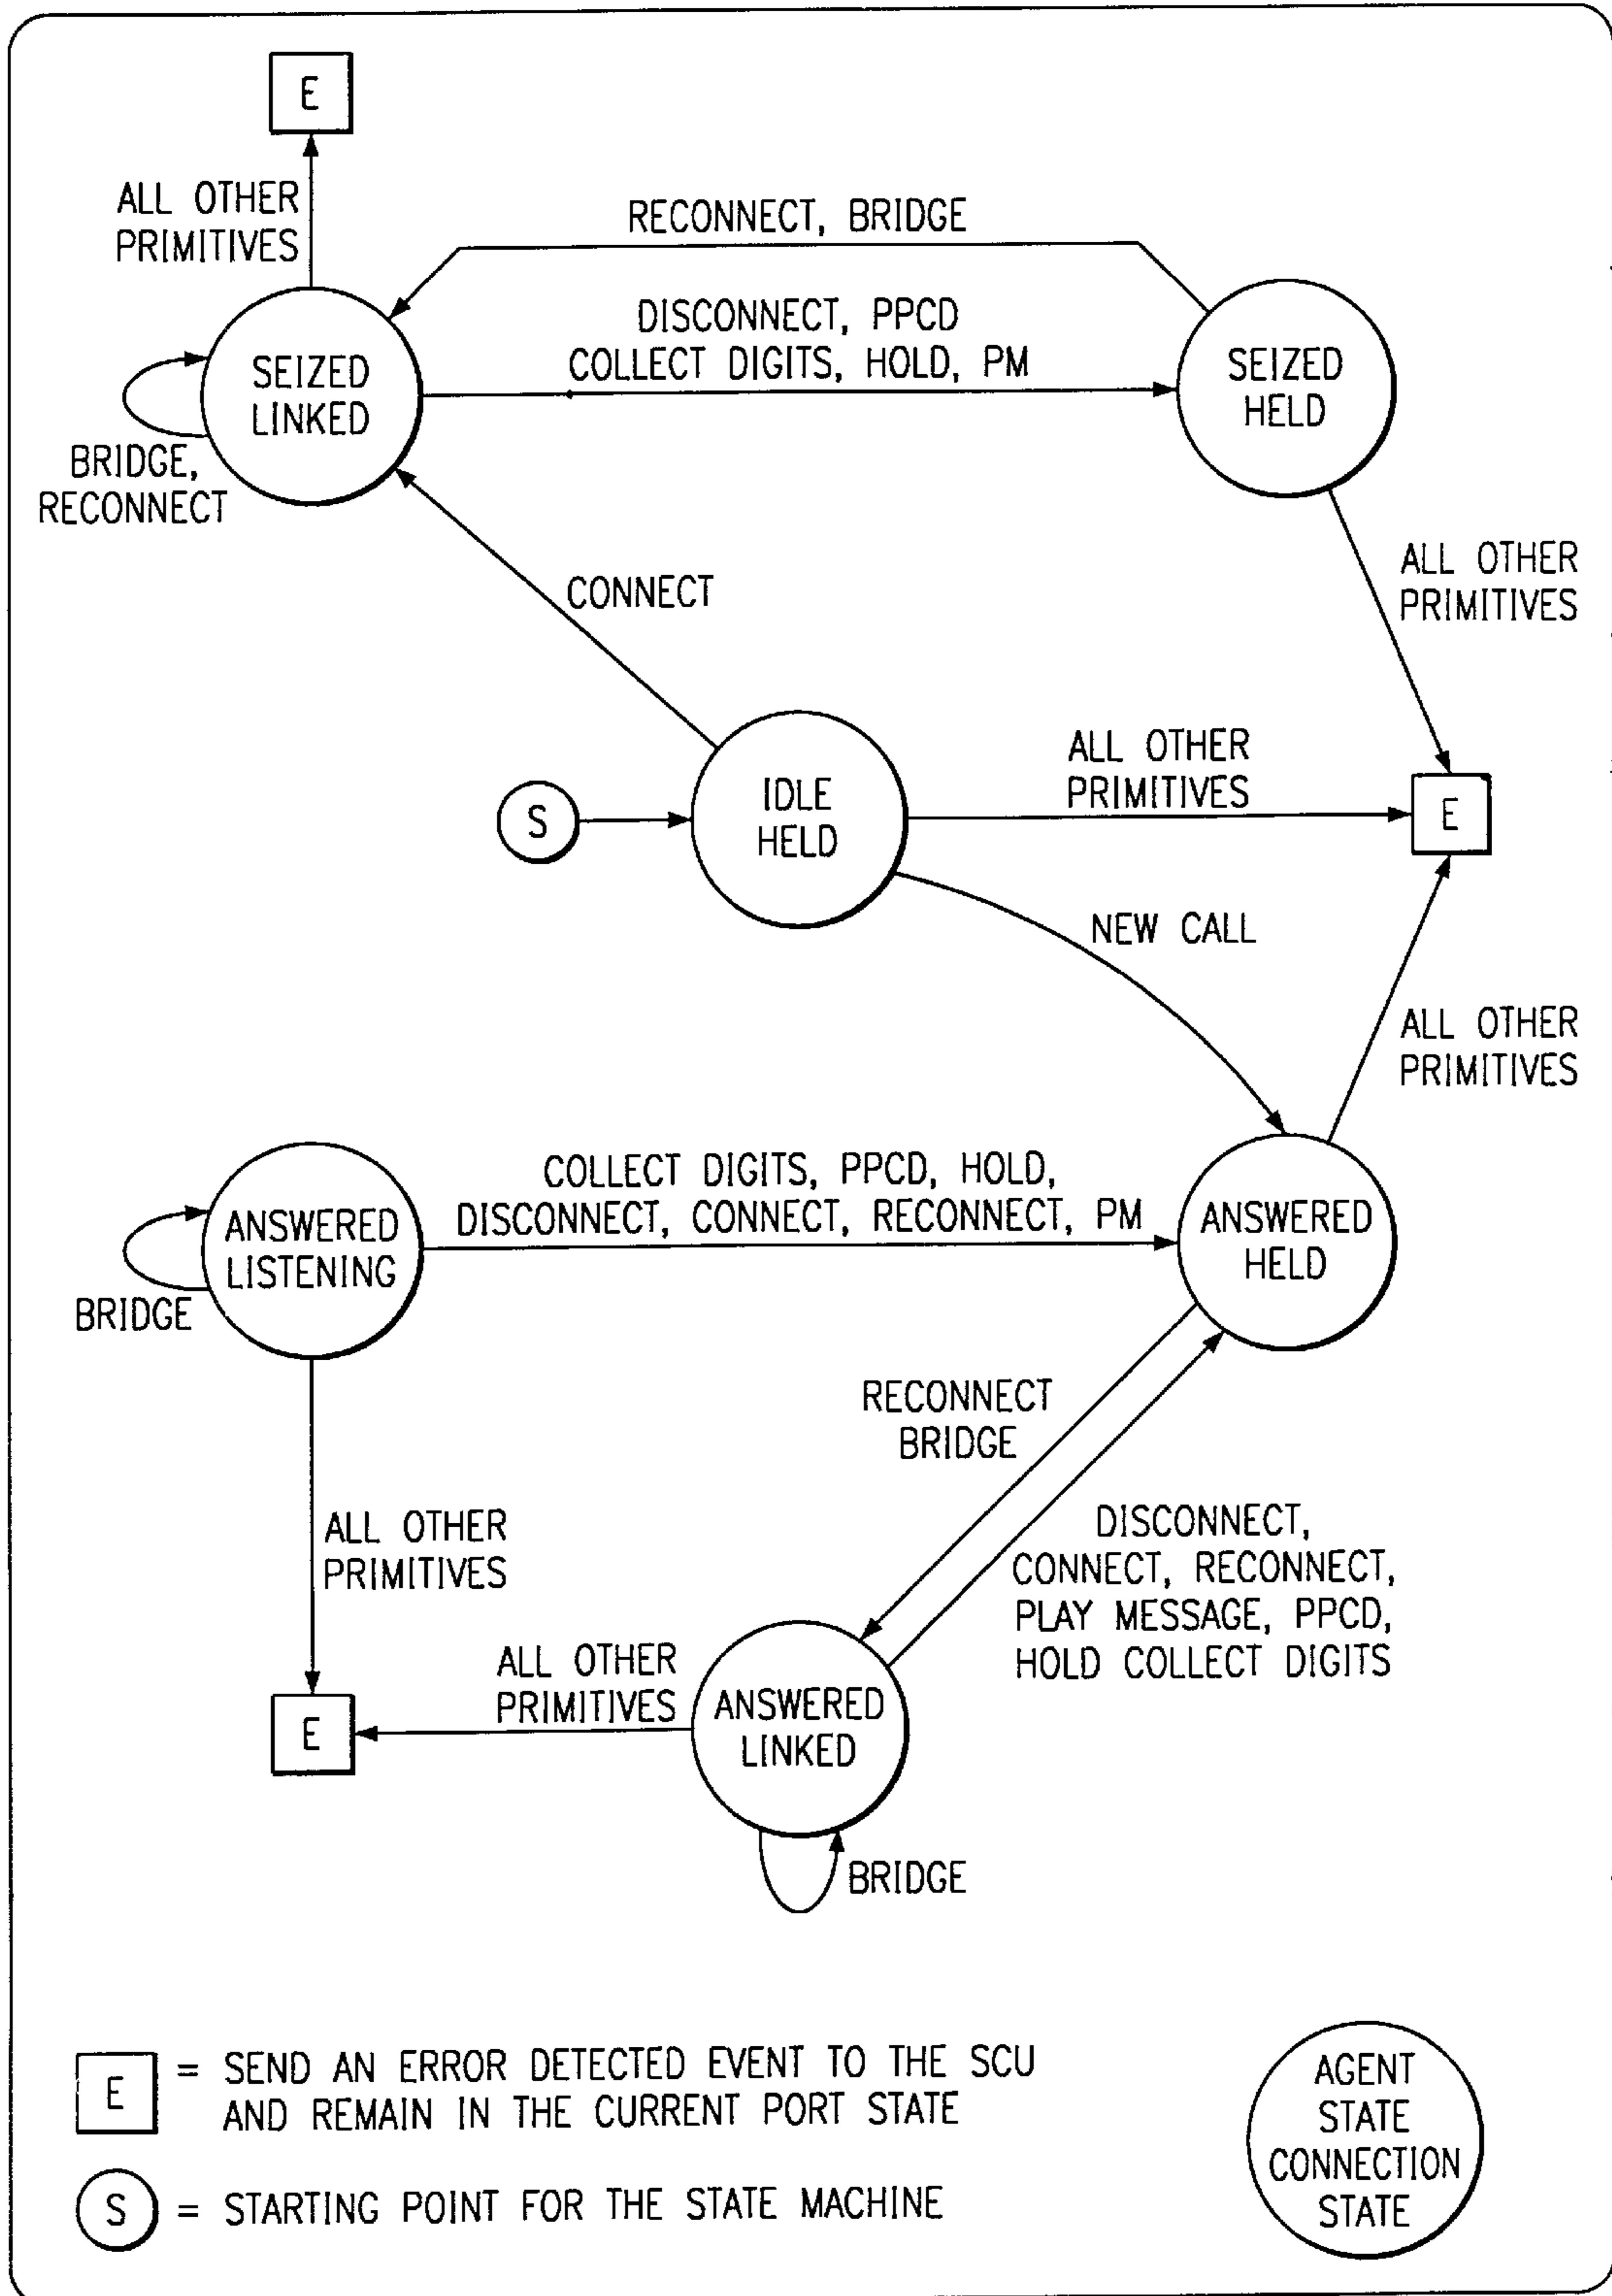 E
ALL OTHER
PRIMITIVES
RECONNECT, BRIDGE
DISCONNECT, PPCD
COLLECT DIGITS, HOLD, PM
SEIZED
LINKED
SEIZED
HELD
BRIDGE,
RECONNECT
ALL OTHER
PRIMITIVES
CONNECT
ALL OTHER
PRIMITIVES
S
IDLE
HELD
E
NEW CALL
ALL OTHER
PRIMITIVES
COLLECT DIGITS, PPCD, HOLD,
DISCONNECT, CONNECT, RECONNECT, PM
ANSWERED
LISTENING
ANSWERED
HELD
BRIDGE
RECONNECT
BRIDGE
ALL OTHER
PRIMITIVES
DISCONNECT,
CONNECT, RECONNECT,
PLAY MESSAGE, PPCD,
HOLD COLLECT DIGITS
ALL OTHER
PRIMITIVES
E
ANSWERED
LINKED
BRIDGE
E = SEND AN ERROR DETECTED EVENT TO THE SCU
AND REMAIN IN THE CURRENT PORT STATE
S = STARTING POINT FOR THE STATE MACHINE
AGENT
STATE
CONNECTION
STATE